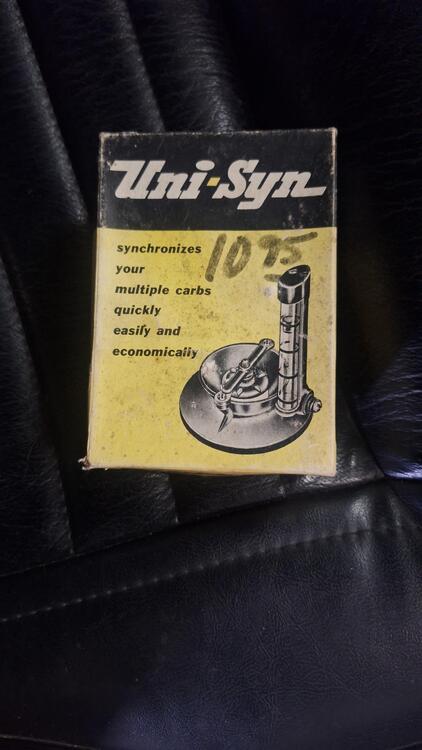 Uni-Syn
synchronizes
your
multiple carbs
quickly
easily and
economically
1095